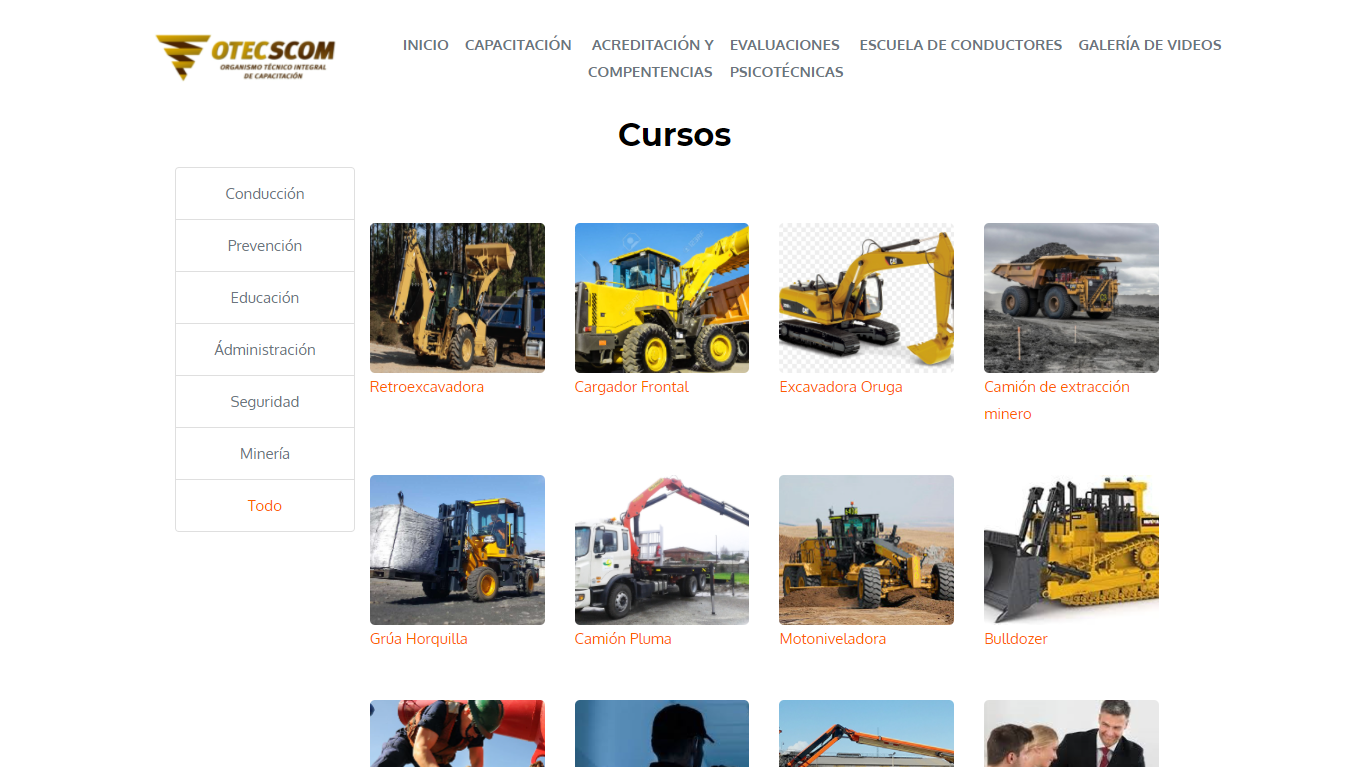 OTECSCOM
ORGANISMO TÉCNICO INTEGRAL
DE CAPACITACIÓN
INICIO
CAPACITACIÓN
ACREDITACIÓN Y
COMPENTENCIAS
EVALUACIONES
PSICOTÉCNICAS
ESCUELA DE CONDUCTORES
GALERÍA DE VIDEOS
Cursos
Conducción
Prevención
Educación
Ádministración
Seguridad
Minería
Todo
Retroexcavadora
Cargador Frontal
CAT
Excavadora Oruga
Camión de extracción
minero
Grúa Horquilla
Camión Pluma
Motoniveladora
Bulldozer